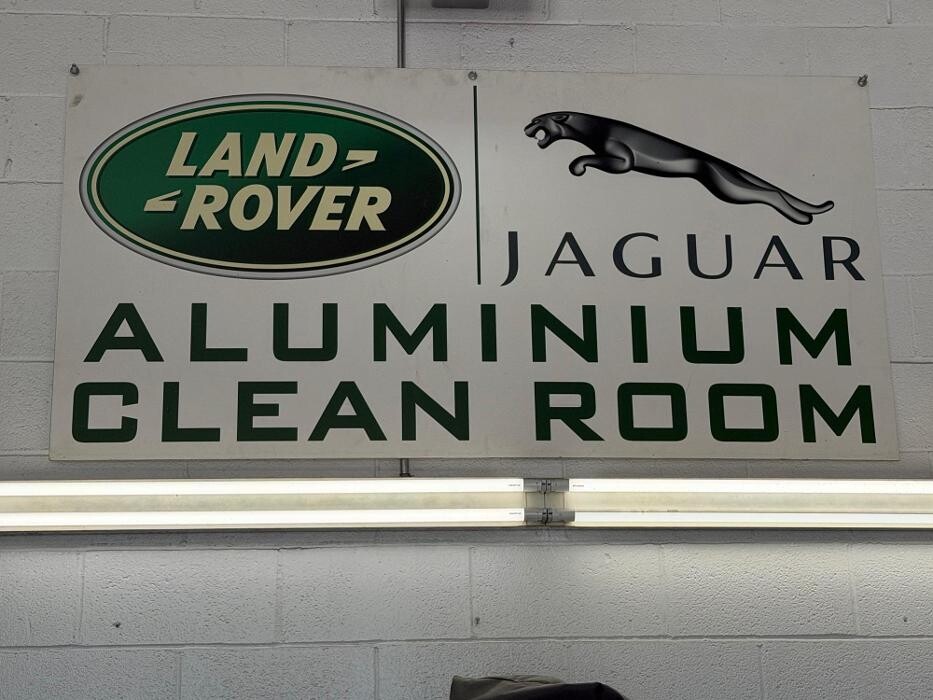 LAND
ROVER
JAGUAR
ALUMINIUM
CLEAN ROOM